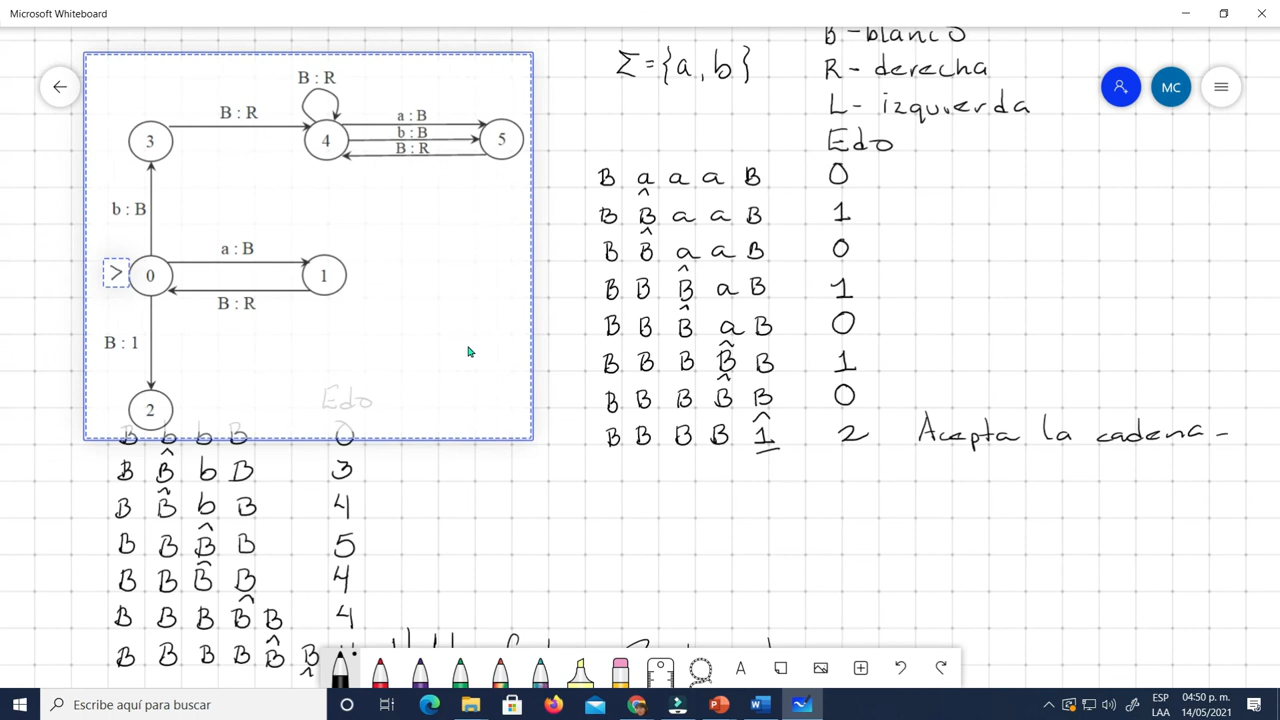 Microsoft Whiteboard
B : R
B : R
3
4
a : B
b : B
B : R
5
b : B
>
0
a : B
1
B : R
B : 1
2
Σ = {a, b}
B - blanco
R - derecha
L - izquierda
Edo
B a a a B 0
^
B B a a B 1
^
B B a a B 0
^
B B B a B 1
^
B B B a B 0
^
B B B B B 1
^
B B B B B 0
^
B B B B 1 2 Acepta la cadena -
Edo
B b b B 0
^
B B b B 3
^
B B b B 4
^
B B B B 5
^
B B B B 4
^
B B B B B 4
^
B B B B B B
^
MC
A
Escribe aquí para buscar
ESP
LAA
04:50 p. m.
14/05/2021